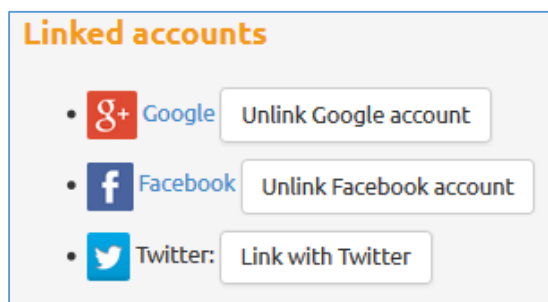 Linked accounts
g+ Google Unlink Google account
f Facebook Unlink Facebook account
Twitter: Link with Twitter